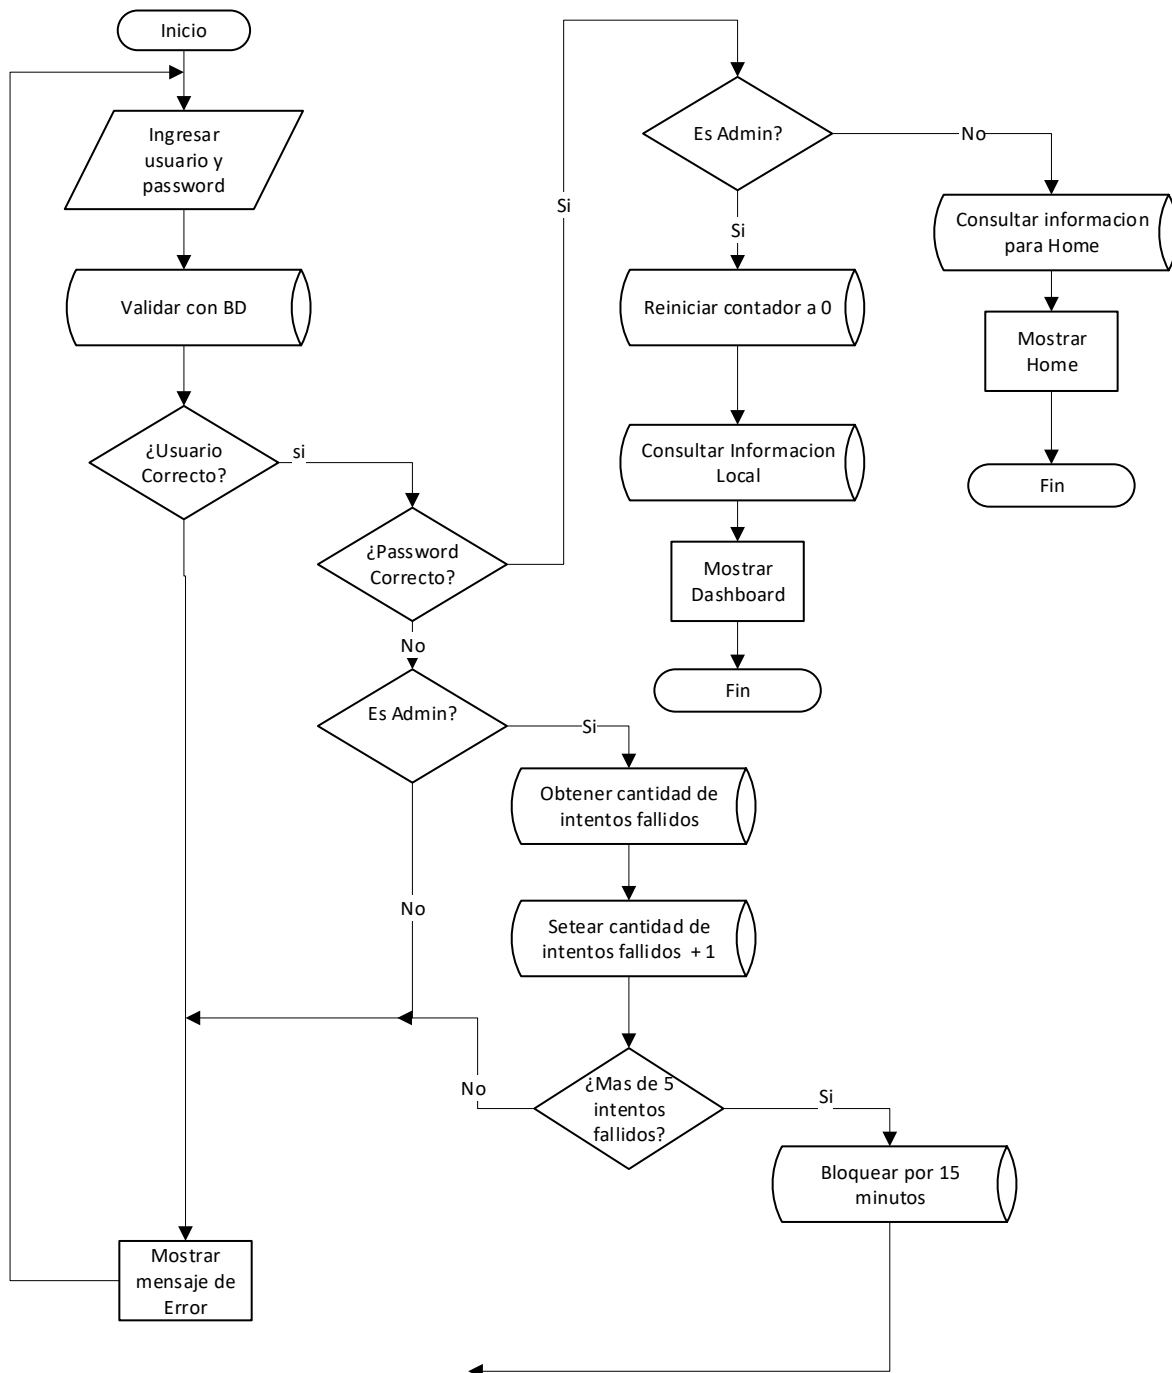 Inicio
Ingresar
usuario y
password
Validar con BD
¿Usuario
Correcto?
si
¿Password
Correcto?
Si
No
Es Admin?
No
Si
Consultar informacion
para Home
Mostrar
Home
Fin
Reiniciar contador a 0
Consultar Informacion
Local
Mostrar
Dashboard
Fin
Es Admin?
Si
No
Obtener cantidad de
intentos fallidos
Setear cantidad de
intentos fallidos + 1
¿Mas de 5
intentos
fallidos?
No
Si
Bloquear por 15
minutos
Mostrar
mensaje de
Error